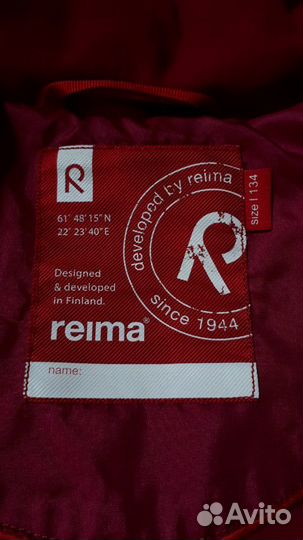 R
61° 48' 15" N
22° 23' 40" E
Designed
& developed
in Finland.
reima®
name:
developed by reima
R
since 1944
size | 134
Avito